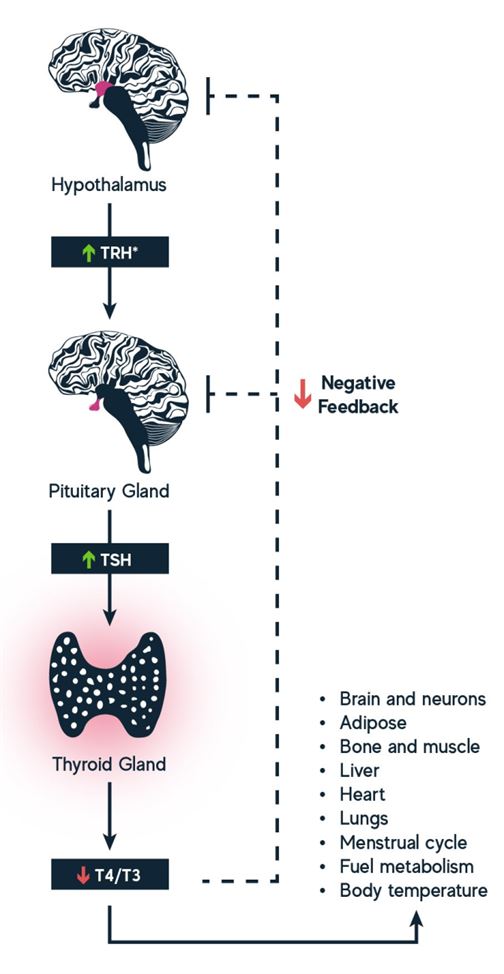 Hypothalamus
TRH*
Pituitary Gland
Negative
Feedback
TSH
Thyroid Gland
T4/T3
• Brain and neurons
• Adipose
• Bone and muscle
• Liver
• Heart
• Lungs
• Menstrual cycle
• Fuel metabolism
• Body temperature